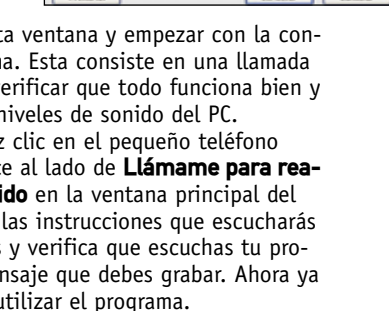 ta ventana y empezar con la con-
na. Esta consiste en una llamada
erificar que todo funciona bien y
niveles de sonido del PC.
z clic en el pequeño teléfono
ce al lado de Llámame para rea-
ido en la ventana principal del
las instrucciones que escucharás
s y verifica que escuchas tu pro-
nsaje que debes grabar. Ahora ya
utilizar el programa.